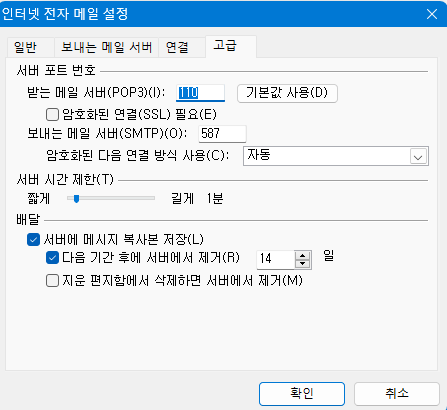 인터넷 전자 메일 설정
일반 보내는 메일 서버 연결 고급
서버 포트 번호
받는 메일 서버(POP3)(I): 110 기본값 사용(D)
암호화된 연결(SSL) 필요(E)
보내는 메일 서버(SMTP)(O): 587
암호화된 다음 연결 방식 사용(C): 자동
서버 시간 제한(T)
짧게 길게 1분
배달
서버에 메시지 복사본 저장(L)
다음 기간 후에 서버에서 제거(R) 14 일
지운 편지함에서 삭제하면 서버에서 제거(M)
확인 취소